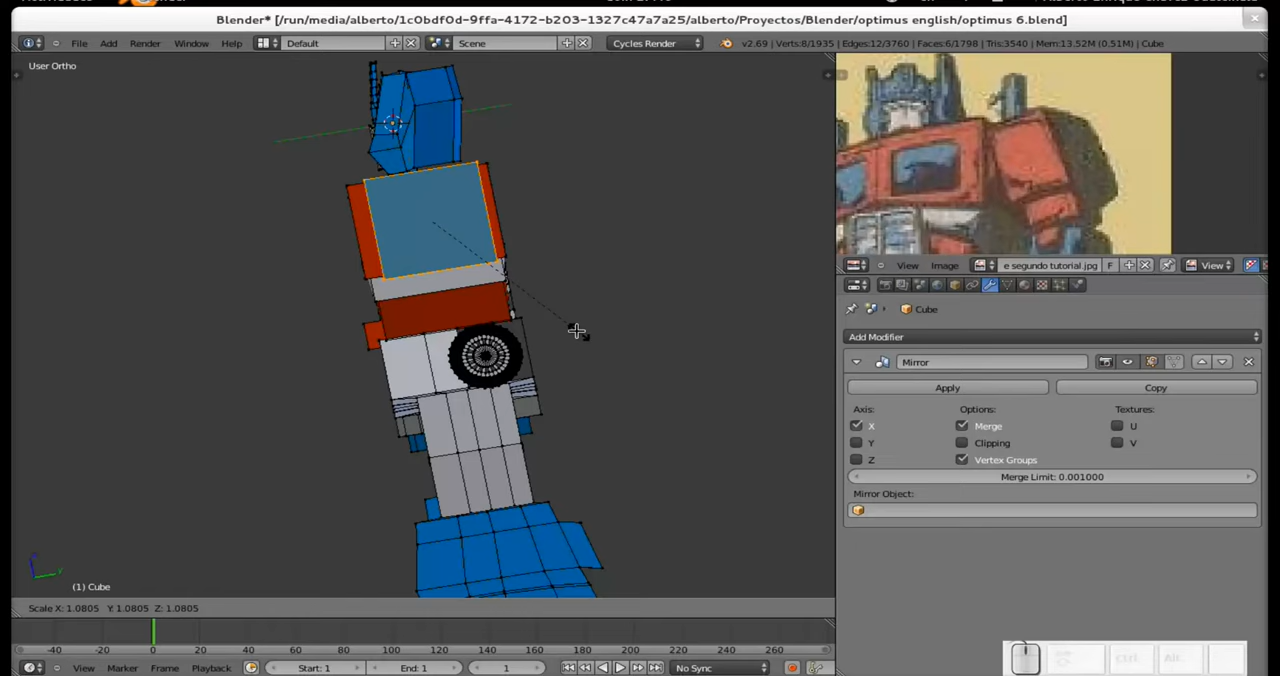 Blender* [/run/media/alberto/1c0bdf0d-9ffa-4172-b203-1327c47a7a25/alberto/Proyectos/Blender/optimus english/optimus 6.blend]
File Add Render Window Help Default Scene Cycles Render v2.69 | Verts:8/1935 | Edges:12/3760 | Faces:6/1798 | Tris:3540 | Mem:13.52M (0.51M) | Cube
User Ortho
View Image e segundo tutorial.jpg F View
Cube
Add Modifier
Mirror
Apply Copy
Axis: Options: Textures:
X Merge U
Y Clipping V
Z Vertex Groups
Merge Limit: 0.001000
Mirror Object:
(1) Cube
Scale X: 1.0805 Y: 1.0805 Z: 1.0805
-40 -20 0 20 40 60 80 100 120 140 160 180 200 220 240 260
View Marker Frame Playback Start: 1 End: 1 1 No Sync
Ctrl Alt